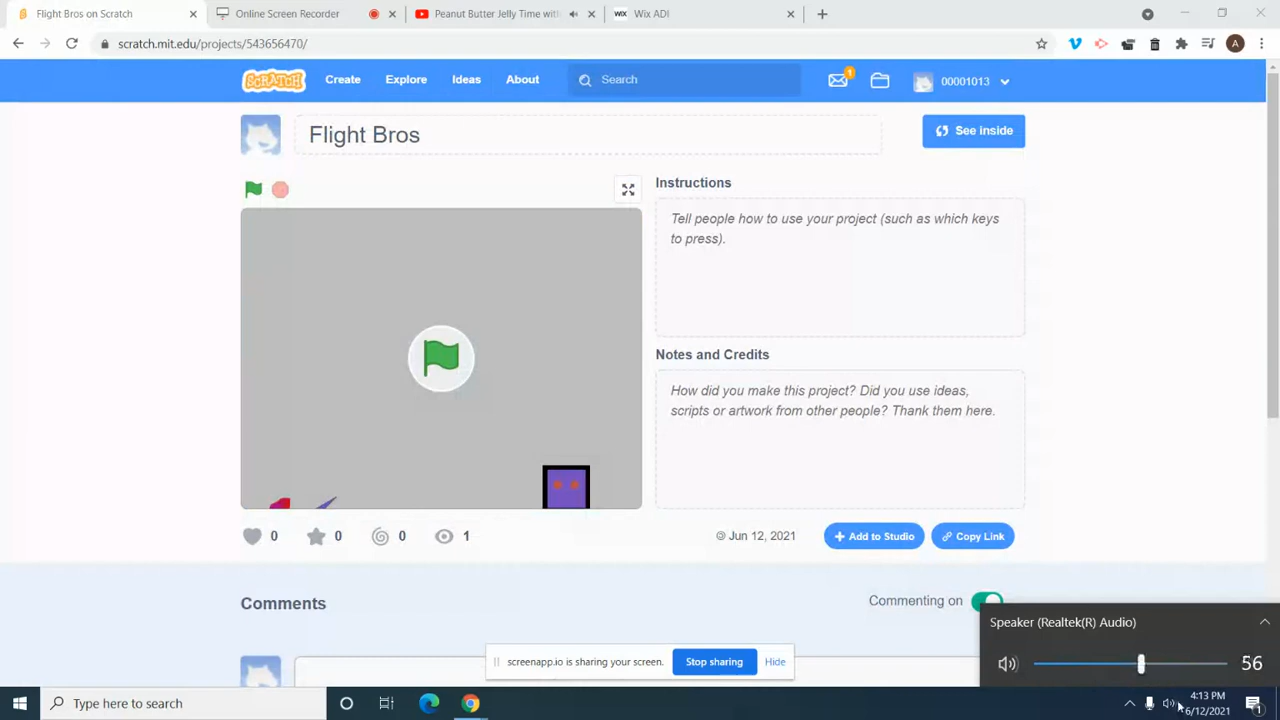 Flight Bros on Scratch
Online Screen Recorder
Peanut Butter Jelly Time with
WIX Wix ADI
scratch.mit.edu/projects/543656470/
A
SCRATCH Create Explore Ideas About Search 1 00001013
Flight Bros
See inside
Instructions
Tell people how to use your project (such as which keys
to press).
Notes and Credits
How did you make this project? Did you use ideas,
scripts or artwork from other people? Thank them here.
0 0 0 1
© Jun 12, 2021
Add to Studio
Copy Link
Comments
Commenting on
Speaker (Realtek(R) Audio)
56
screenapp.io is sharing your screen.
Stop sharing
Hide
Type here to search
4:13 PM
6/12/2021
1